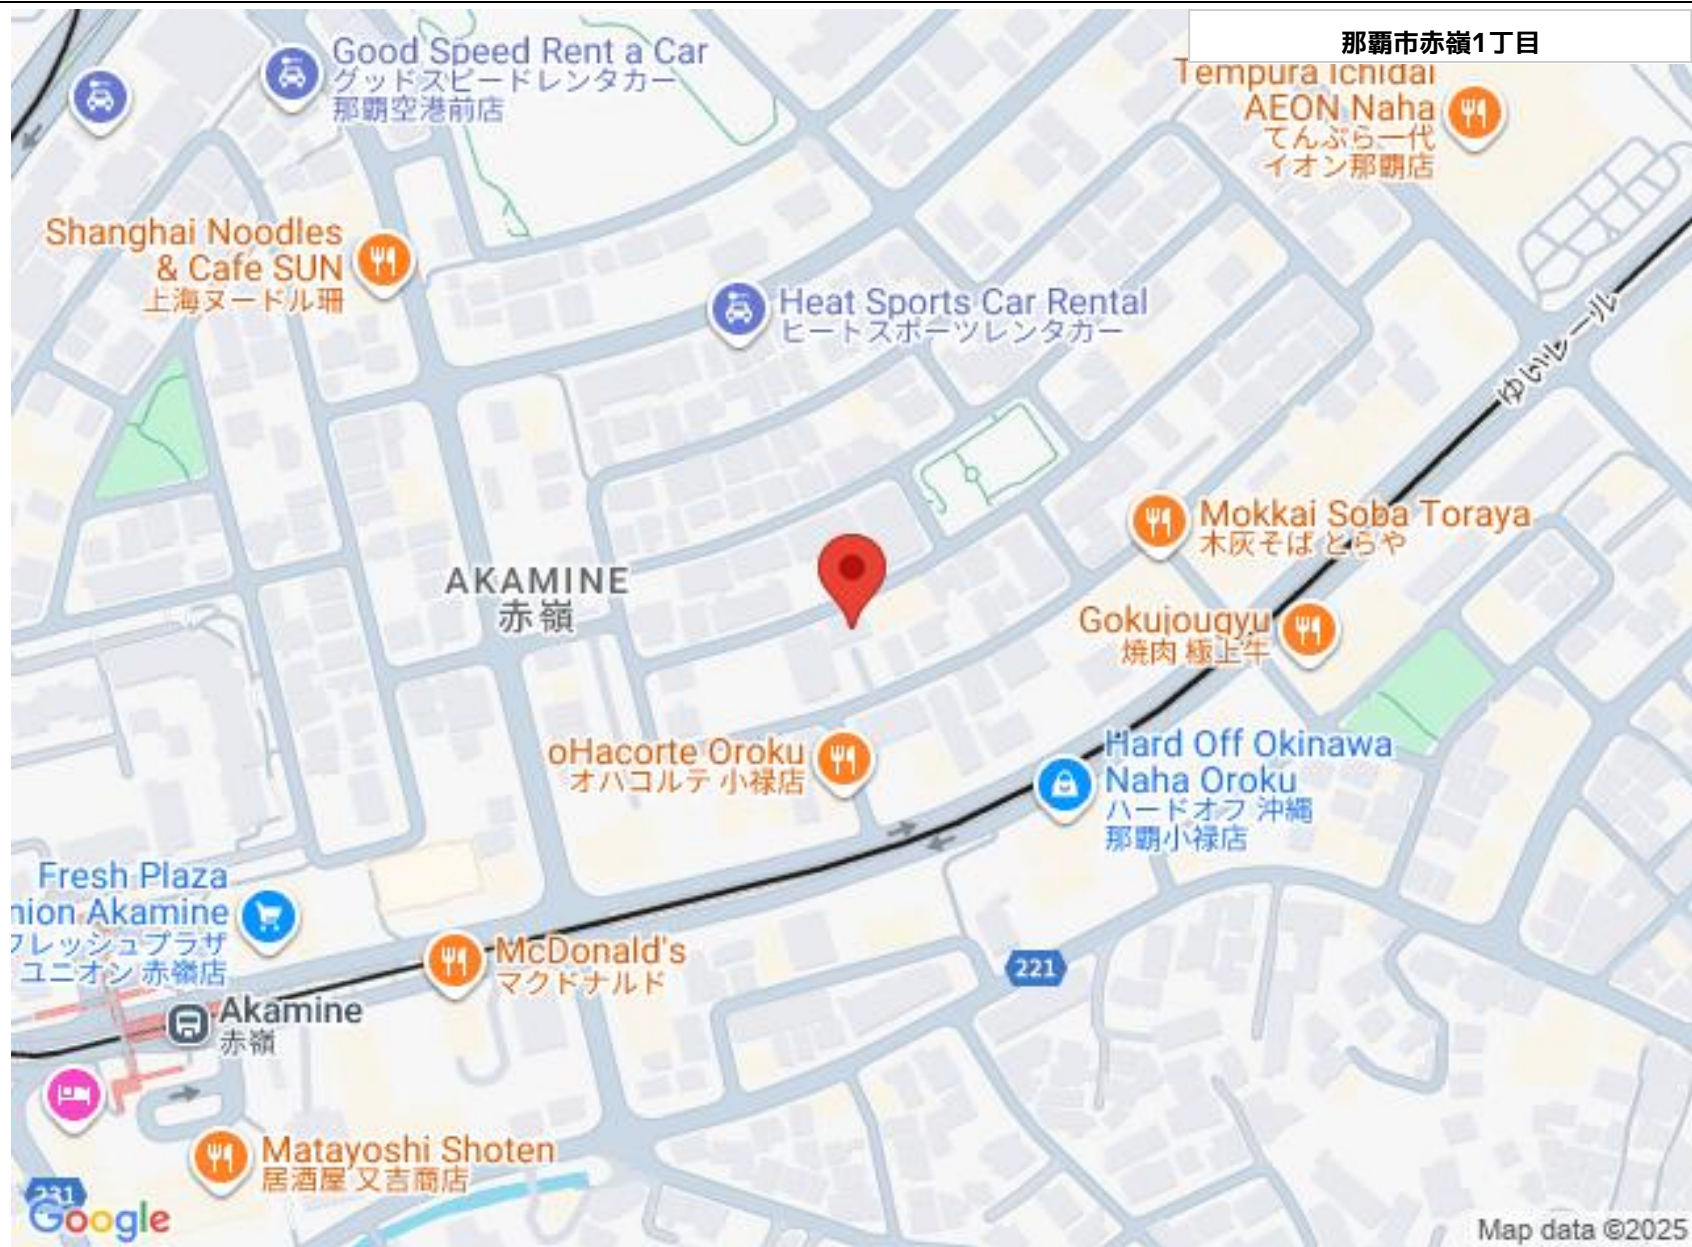 那覇市赤嶺1丁目
Good Speed Rent a Car
グッドスピードレンタカー
那覇空港前店
Tempura Ichidai
AEON Naha
てんぷら一代
イオン那覇店
Shanghai Noodles
& Cafe SUN
上海ヌードル珊
Heat Sports Car Rental
ヒートスポーツレンタカー
ゆいレール
Mokkai Soba Toraya
木灰そば とらや
AKAMINE
赤嶺
Gokujougyu
焼肉 極上牛
oHacorte Oroku
オハコルテ 小禄店
Hard Off Okinawa
Naha Oroku
ハードオフ 沖縄
那覇小禄店
Fresh Plaza
nion Akamine
フレッシュプラザ
ユニオン 赤嶺店
McDonald's
マクドナルド
221
Akamine
赤嶺
Matayoshi Shoten
居酒屋 又吉商店
231
Google
Map data ©2025